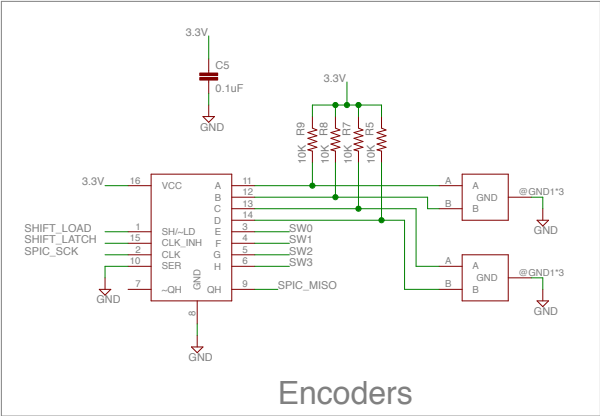 3.3V
C5
0.1uF
GND
3.3V
R9
10K
R8
10K
R7
10K
R5
10K
3.3V
16
VCC
A
11
B
12
C
13
D
14
SHIFT_LOAD
1
SH/~LD
E
3
SW0
SHIFT_LATCH
15
CLK_INH
F
4
SW1
SPIC_SCK
2
CLK
G
5
SW2
10
SER
H
6
SW3
GND
7
~QH
GND
QH
9
SPIC_MISO
8
GND
A
A
@GND1*3
GND
B
B
GND
A
A
@GND1*3
GND
B
B
GND
Encoders